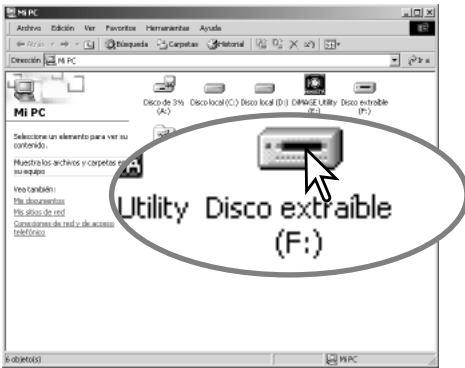 Mi PC
Archivo Edición Ver Favoritos Herramientas Ayuda
Atrás Búsqueda Carpetas Historial
Dirección Mi PC Ir a
Mi PC
Seleccione un elemento para ver su
contenido.
Muestra los archivos y carpetas
su equipo
Vea también:
Mis documentos
Mis sitios de red
Conexiones de red y de acceso
telefónico
Disco de 3½ (A:)
Disco local (C:)
Disco local (D:)
DiMAGE Utility (E:)
Disco extraíble (F:)
Utility Disco extraíble
(F:)
6 objeto(s) Mi PC